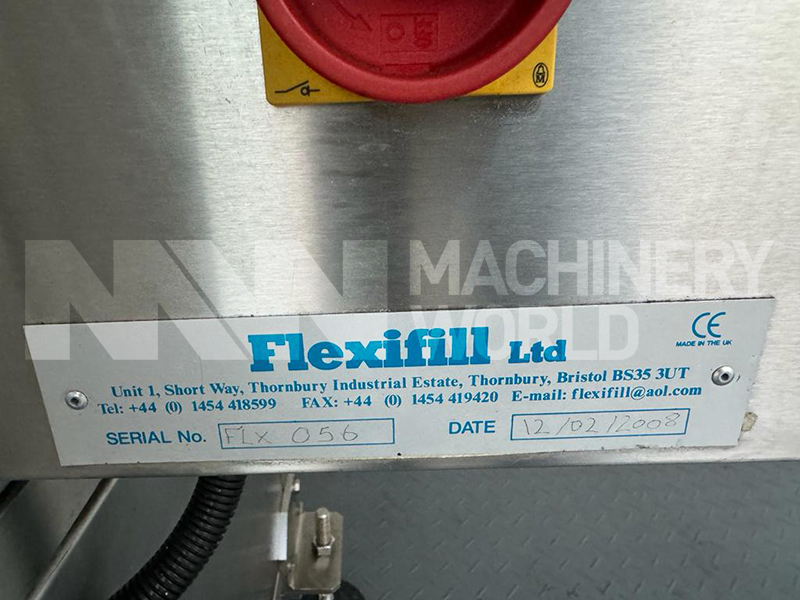 MACHINERY
WORLD
Flexifill Ltd
CE
MADE IN THE UK
Unit 1, Short Way, Thornbury Industrial Estate, Thornbury, Bristol BS35 3UT
Tel: +44 (0) 1454 418599 FAX: +44 (0) 1454 419420 E-mail: flexifill@aol.com
SERIAL No. FLX 056 DATE 12/02/2008